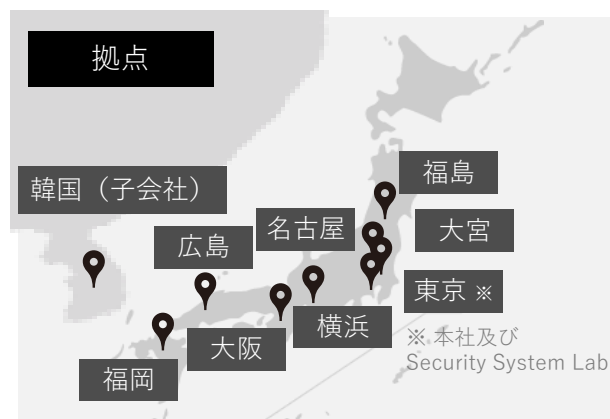 拠点
韓国（子会社）
福島
名古屋
大宮
広島
東京 ※
横浜
大阪
福岡
※ 本社及び
Security System Lab